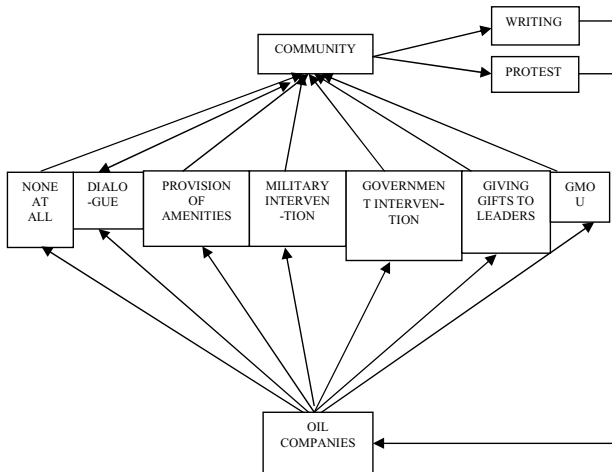 WRITING
COMMUNITY
PROTEST
NONE
AT
ALL
DIALO
-GUE
PROVISION
OF
AMENITIES
MILITARY
INTERVEN
-TION
GOVERNMEN
T INTERVEN-
TION
GIVING
GIFTS TO
LEADERS
GMO
U
OIL
COMPANIES